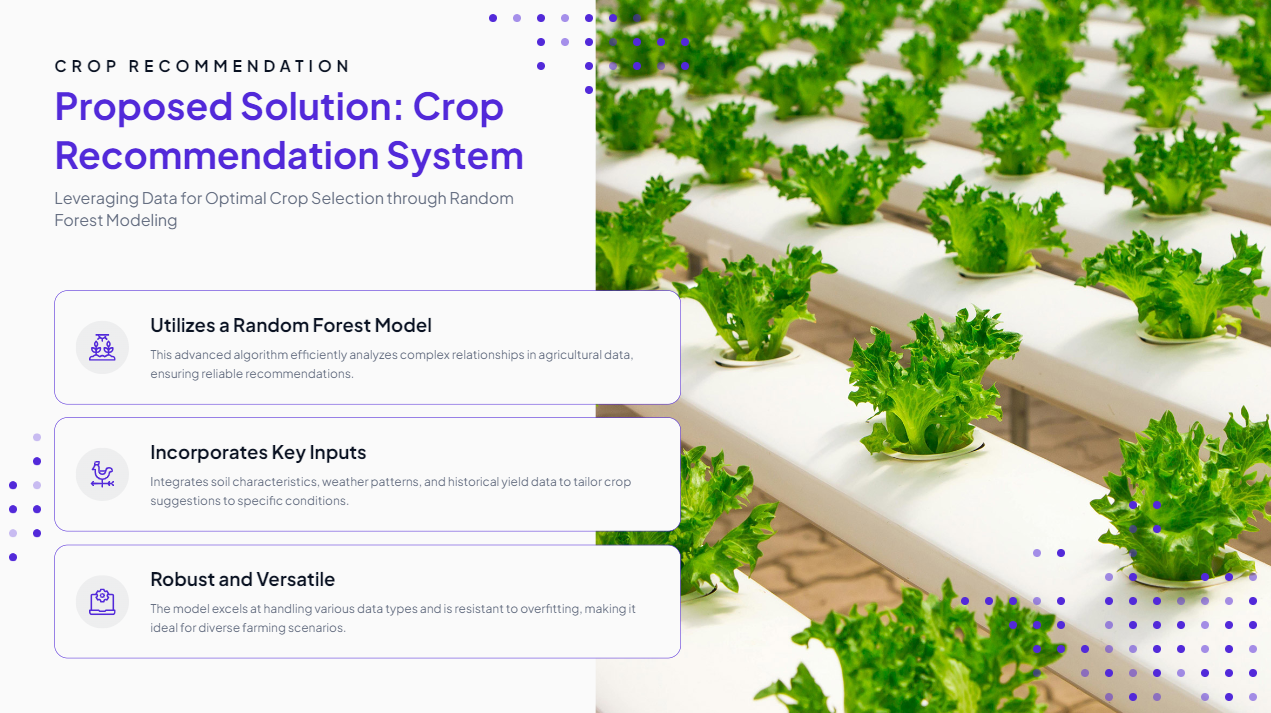 CROP RECOMMENDATION
Proposed Solution: Crop
Recommendation System
Leveraging Data for Optimal Crop Selection through Random
Forest Modeling
Utilizes a Random Forest Model
This advanced algorithm efficiently analyzes complex relationships in agricultural data,
ensuring reliable recommendations.
Incorporates Key Inputs
Integrates soil characteristics, weather patterns, and historical yield data to tailor crop
suggestions to specific conditions.
Robust and Versatile
The model excels at handling various data types and is resistant to overfitting, making it
ideal for diverse farming scenarios.